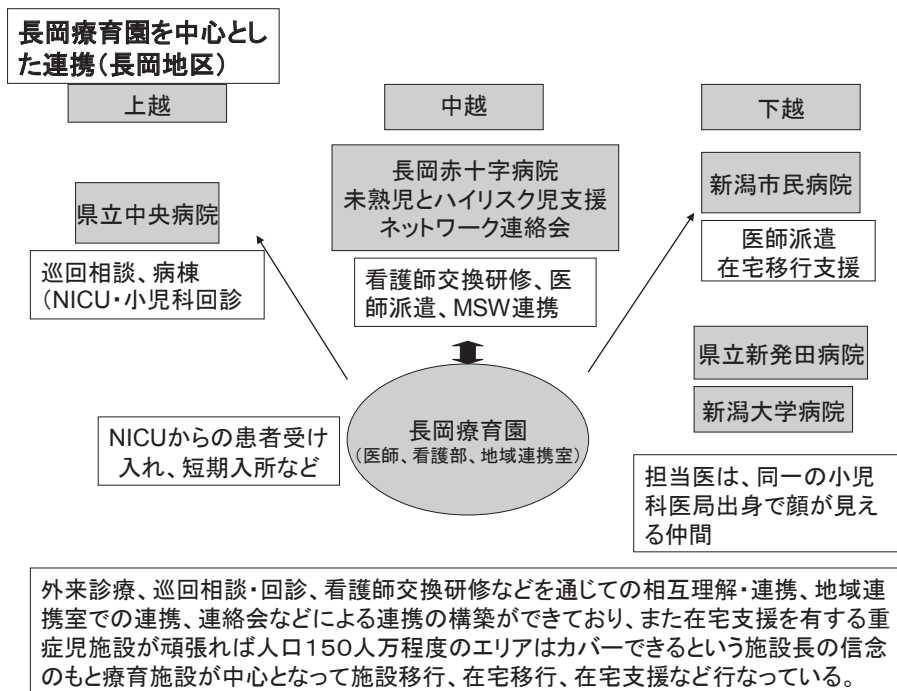 長岡療育園を中心とし
た連携(長岡地区)
上越
中越
下越
県立中央病院
巡回相談、病棟
(NICU・小児科回診
長岡赤十字病院
未熟児とハイリスク児支援
ネットワーク連絡会
看護師交換研修、医
師派遣、MSW連携
新潟市民病院
医師派遣
在宅移行支援
県立新発田病院
新潟大学病院
NICUからの患者受け
入れ、短期入所など
長岡療育園
(医師、看護部、地域連携室)
担当医は、同一の小児
科医局出身で顔が見え
る仲間
外来診療、巡回相談・回診、看護師交換研修などを通じての相互理解・連携、地域連
携室での連携、連絡会などによる連携の構築ができており、また在宅支援を有する重
症児施設が頑張れば人口150人万程度のエリアはカバーできるという施設長の信念
のもと療育施設が中心となって施設移行、在宅移行、在宅支援など行なっている。